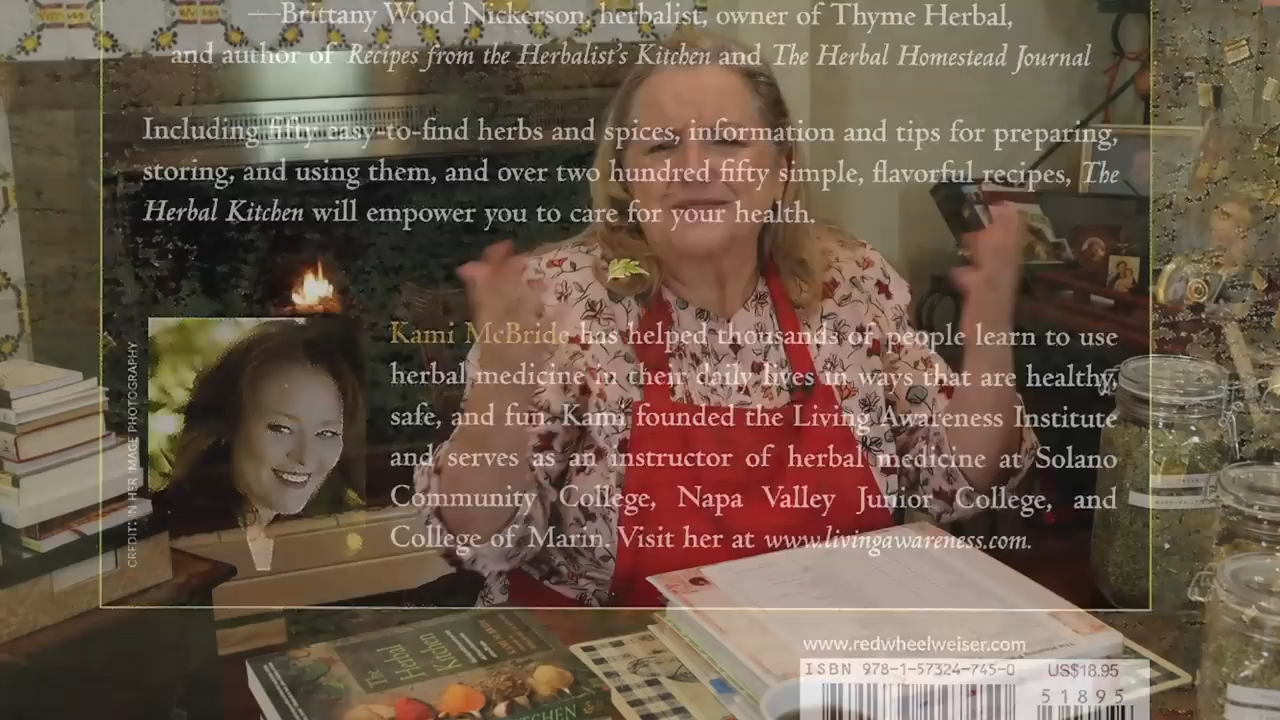 —Brittany Wood Nickerson, herbalist, owner of Thyme Herbal,
and author of Recipes from the Herbalist's Kitchen and The Herbal Homestead Journal
Including fifty easy-to-find herbs and spices, information and tips for preparing,
storing, and using them, and over two hundred fifty simple, flavorful recipes, The
Herbal Kitchen will empower you to care for your health.
Kami McBride has helped thousands of people learn to use
herbal medicine in their daily lives in ways that are healthy,
safe, and fun. Kami founded the Living Awareness Institute
and serves as an instructor of herbal medicine at Solano
Community College, Napa Valley Junior College, and
College of Marin. Visit her at www.livingawareness.com.
CREDIT: IN HER IMAGE PHOTOGRAPHY
www.redwheelweiser.com
ISBN 978-1-57324-745-0 US$18.95
51895
The
Herbal
Kitchen
KITCHEN